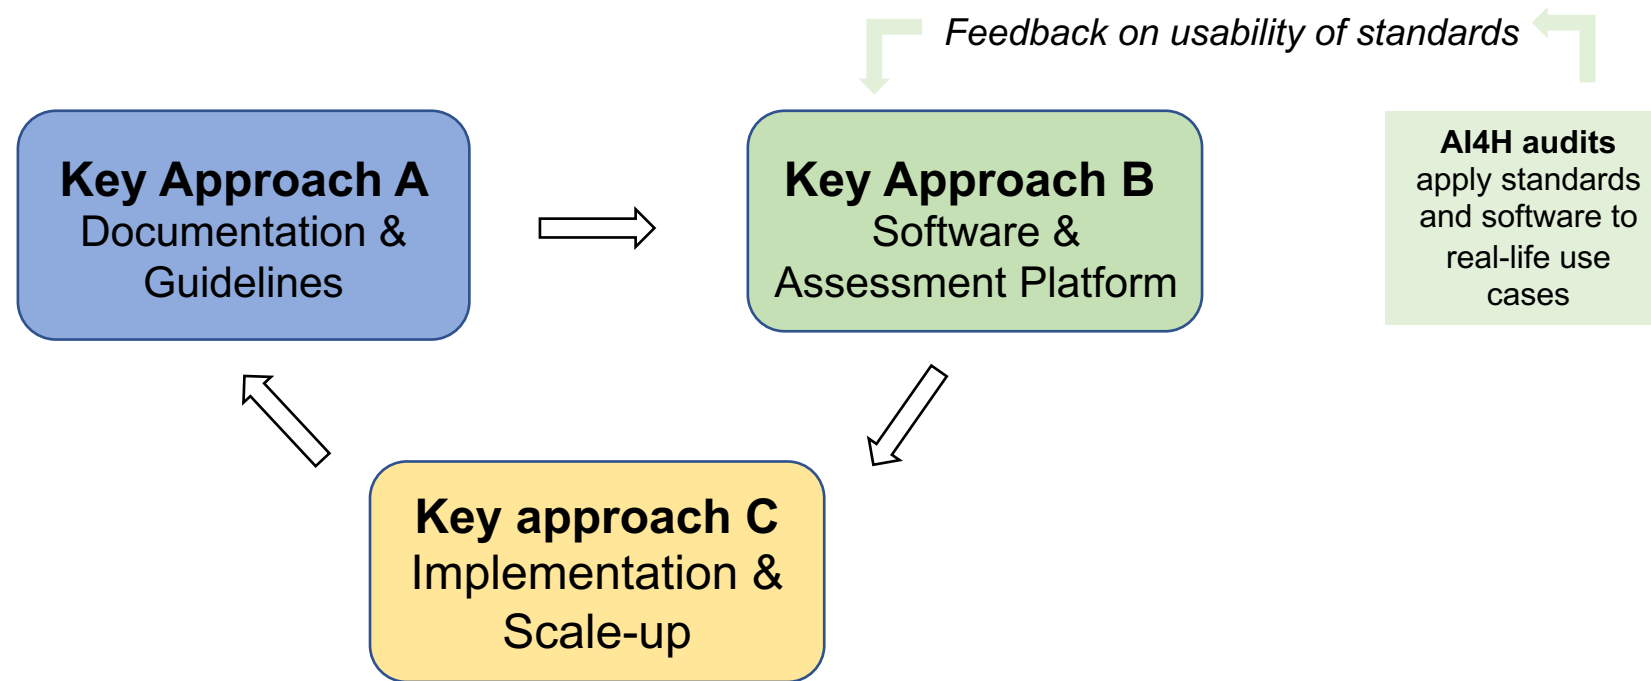 Feedback on usability of standards
Key Approach A
Documentation &
Guidelines
Key Approach B
Software &
Assessment Platform
AI4H audits
apply standards
and software to
real-life use
cases
Key approach C
Implementation &
Scale-up